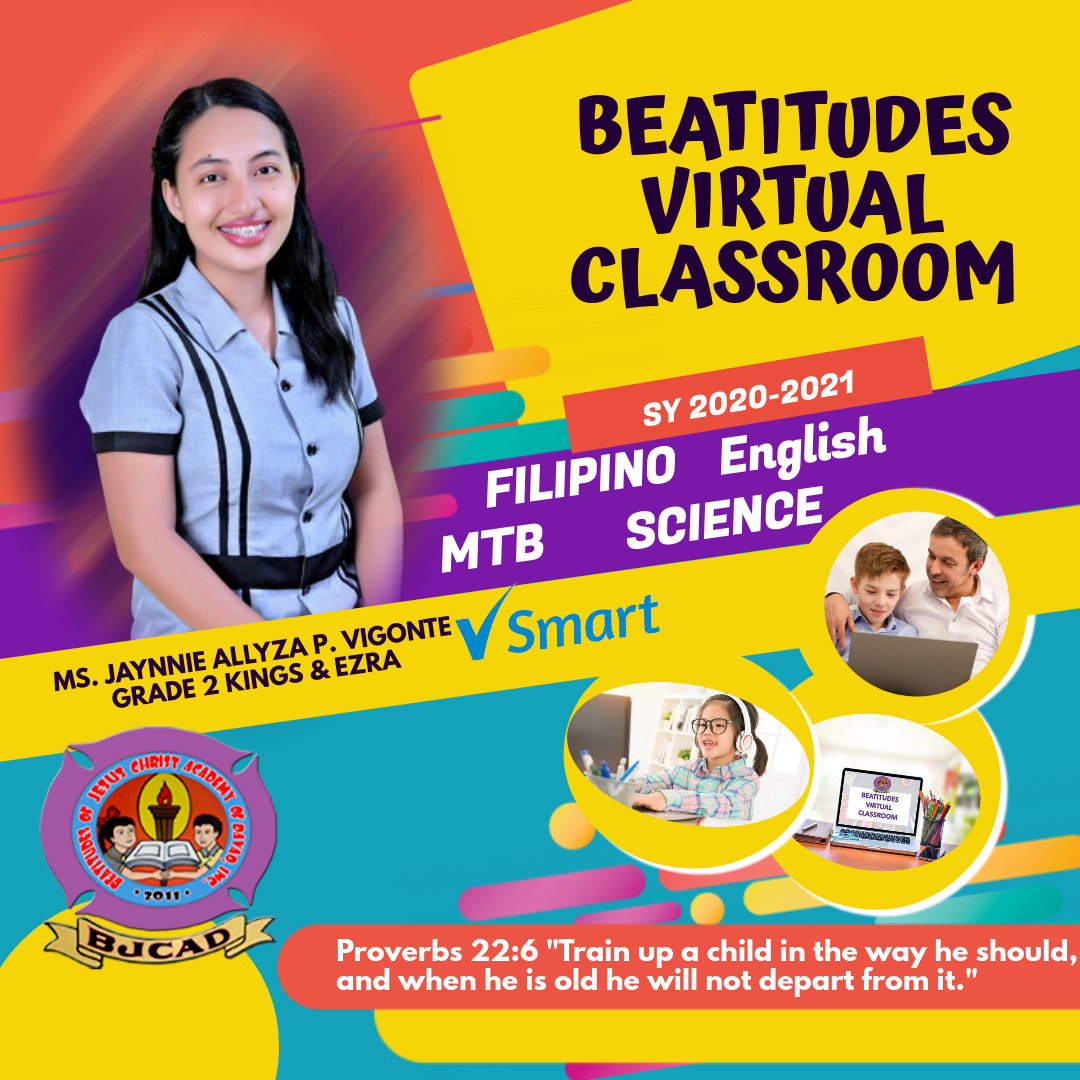 BEATITUDES
VIRTUAL
CLASSROOM
SY 2020-2021
FILIPINO English
MTB SCIENCE
Smart
MS. JAYNNIE ALLYZA P. VIGONTE
GRADE 2 KINGS & EZRA
BEATITUDES OF JESUS CHRIST ACADEMY OF DAVAO, INC.
• 2011 •
BJCAD
BEATITUDES
VIRTUAL
CLASSROOM
Proverbs 22:6 "Train up a child in the way he should,
and when he is old he will not depart from it."